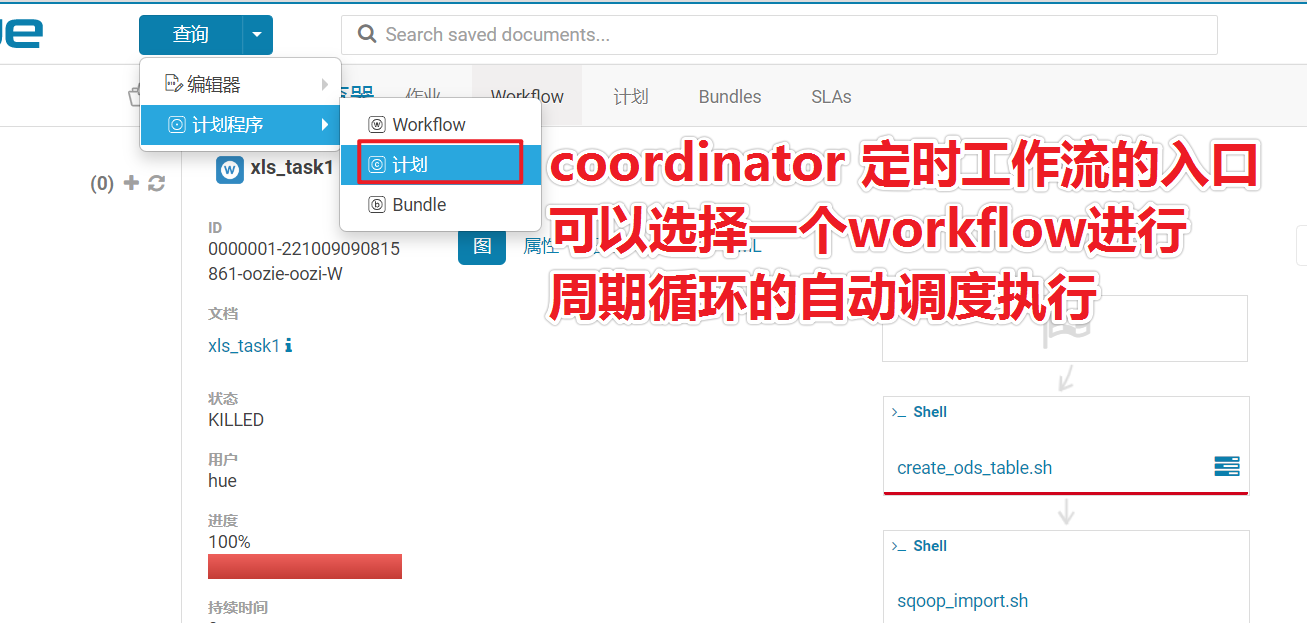 ue
查询
Search saved documents...
编辑器
作业
Workflow
计划
Bundles
SLAs
计划程序
Workflow
计划
Bundle
(0)
xls_task1
coordinator 定时工作流的入口
可以选择一个workflow进行
周期循环的自动调度执行
ID
0000001-221009090815
861-oozie-oozi-W
图
属性
文档
xls_task1
状态
KILLED
用户
hue
进度
100%
持续时间
>_ Shell
create_ods_table.sh
>_ Shell
sqoop_import.sh